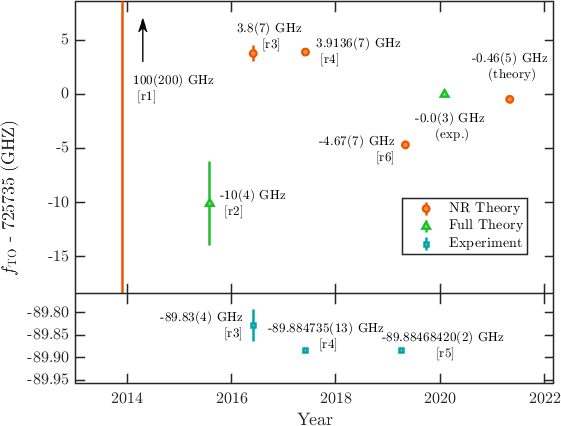 3.8(7) GHz
[r3]
3.9136(7) GHz
[r4]
-0.46(5) GHz
(theory)
100(200) GHz
[r1]
-0.0(3) GHz
(exp.)
-4.67(7) GHz
[r6]
-10(4) GHz
[r2]
NR Theory
Full Theory
Experiment
5
0
-5
-10
-15
f_TO - 725735 (GHZ)
-89.83(4) GHz
[r3]
-89.884735(13) GHz
[r4]
-89.88468420(2) GHz
[r5]
-89.80
-89.85
-89.90
-89.95
2014
2016
2018
2020
2022
Year